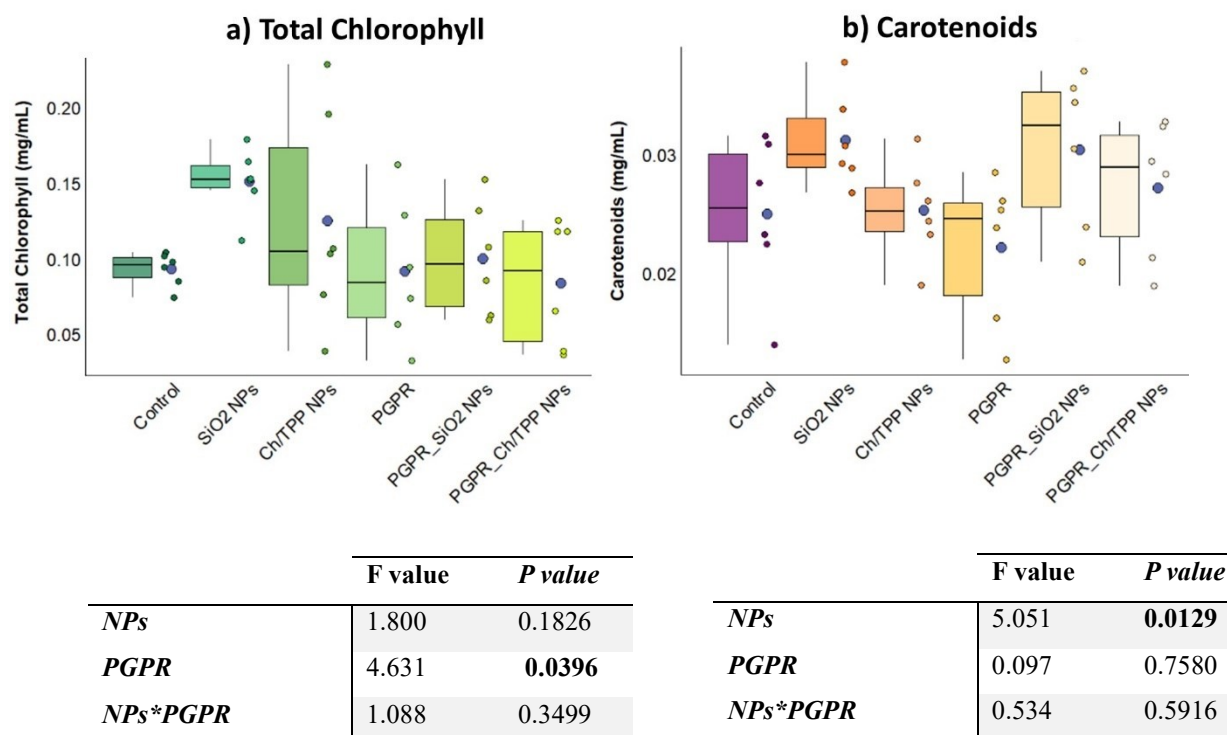 a) Total Chlorophyll
Total Chlorophyll (mg/mL)
0.20
0.15
0.10
0.05
Control
SiO2 NPs
Ch/TPP NPs
PGPR
PGPR_SiO2 NPs
PGPR_Ch/TPP NPs
b) Carotenoids
Carotenoids (mg/mL)
0.03
0.02
Control
SiO2 NPs
Ch/TPP NPs
PGPR
PGPR_SiO2 NPs
PGPR_Ch/TPP NPs
F value P value
NPs 1.800 0.1826
PGPR 4.631 0.0396
NPs*PGPR 1.088 0.3499
F value P value
NPs 5.051 0.0129
PGPR 0.097 0.7580
NPs*PGPR 0.534 0.5916